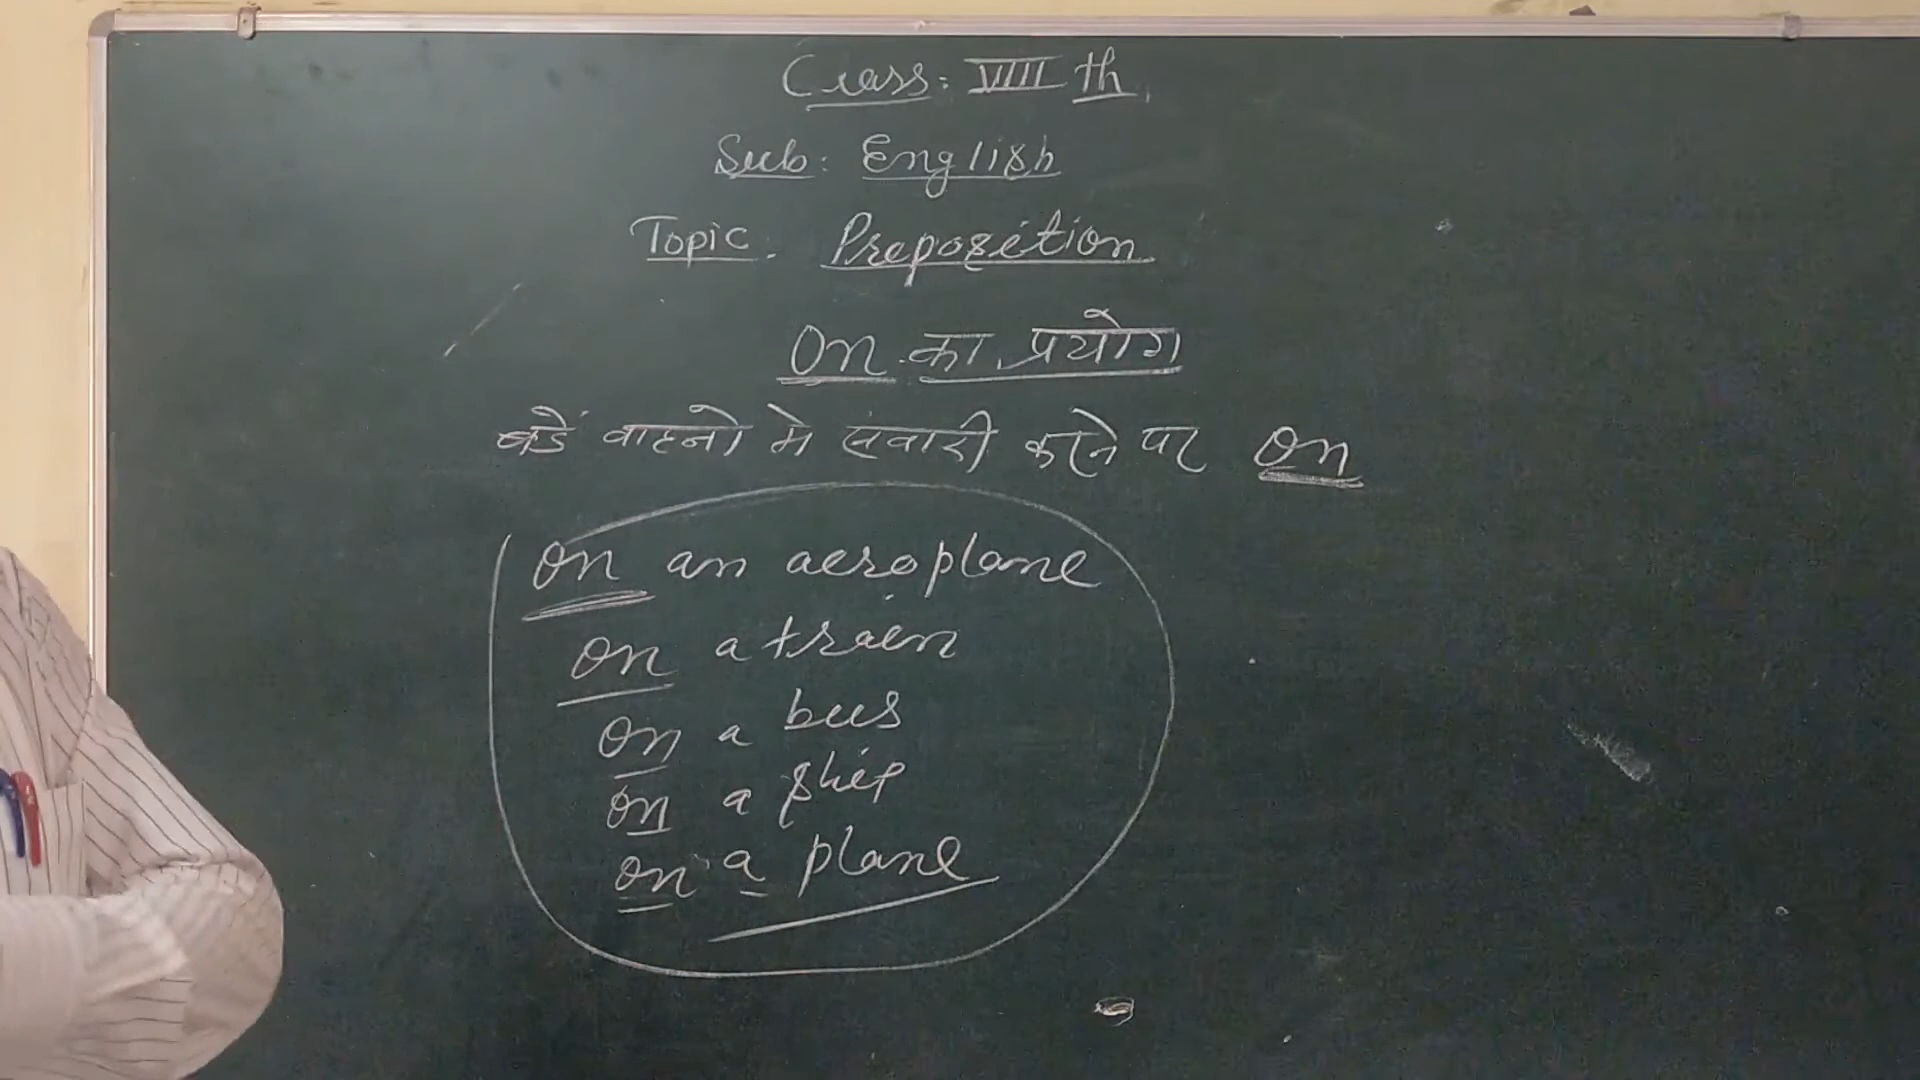 Class: VIII th
Sub: English
Topic. Preposition
On का प्रयोग
बडें वाहनो मे सवारी करने पर on
on an aeroplane
on a train
on a bus
on a ship
on a plane